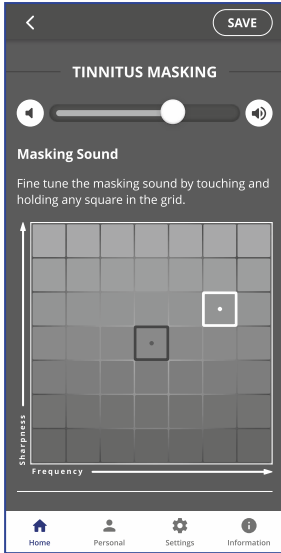 SAVE
TINNITUS MASKING
Masking Sound
Fine tune the masking sound by touching and
holding any square in the grid.
Sharpness
Frequency
Home Personal Settings Information